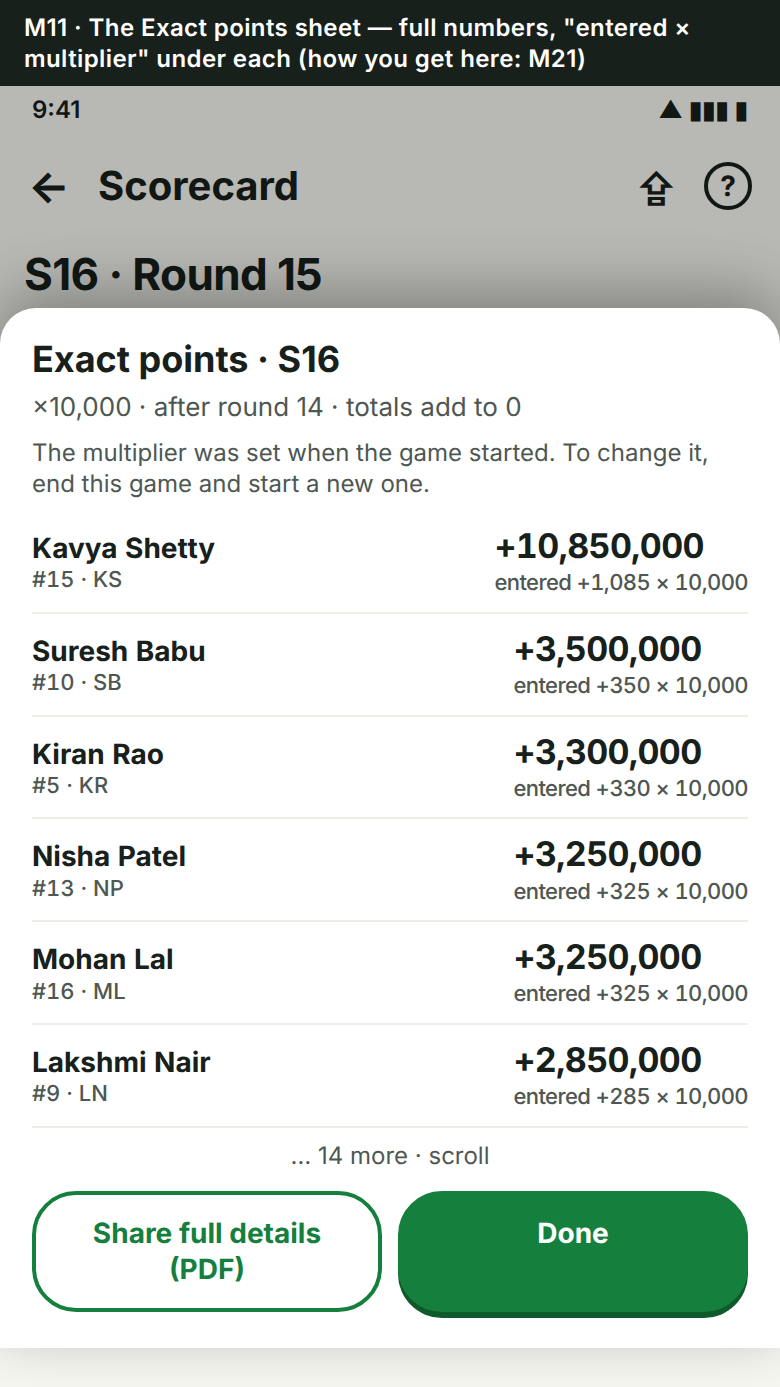 M11 · The Exact points sheet — full numbers, "entered ×
multiplier" under each (how you get here: M21)
9:41
Scorecard
?
S16 · Round 15
Exact points · S16
×10,000 · after round 14 · totals add to 0
The multiplier was set when the game started. To change it,
end this game and start a new one.
Kavya Shetty
+10,850,000
#15 · KS
entered +1,085 × 10,000
Suresh Babu
+3,500,000
#10 · SB
entered +350 × 10,000
Kiran Rao
+3,300,000
#5 · KR
entered +330 × 10,000
Nisha Patel
+3,250,000
#13 · NP
entered +325 × 10,000
Mohan Lal
+3,250,000
#16 · ML
entered +325 × 10,000
Lakshmi Nair
+2,850,000
#9 · LN
entered +285 × 10,000
… 14 more · scroll
Share full details
(PDF)
Done